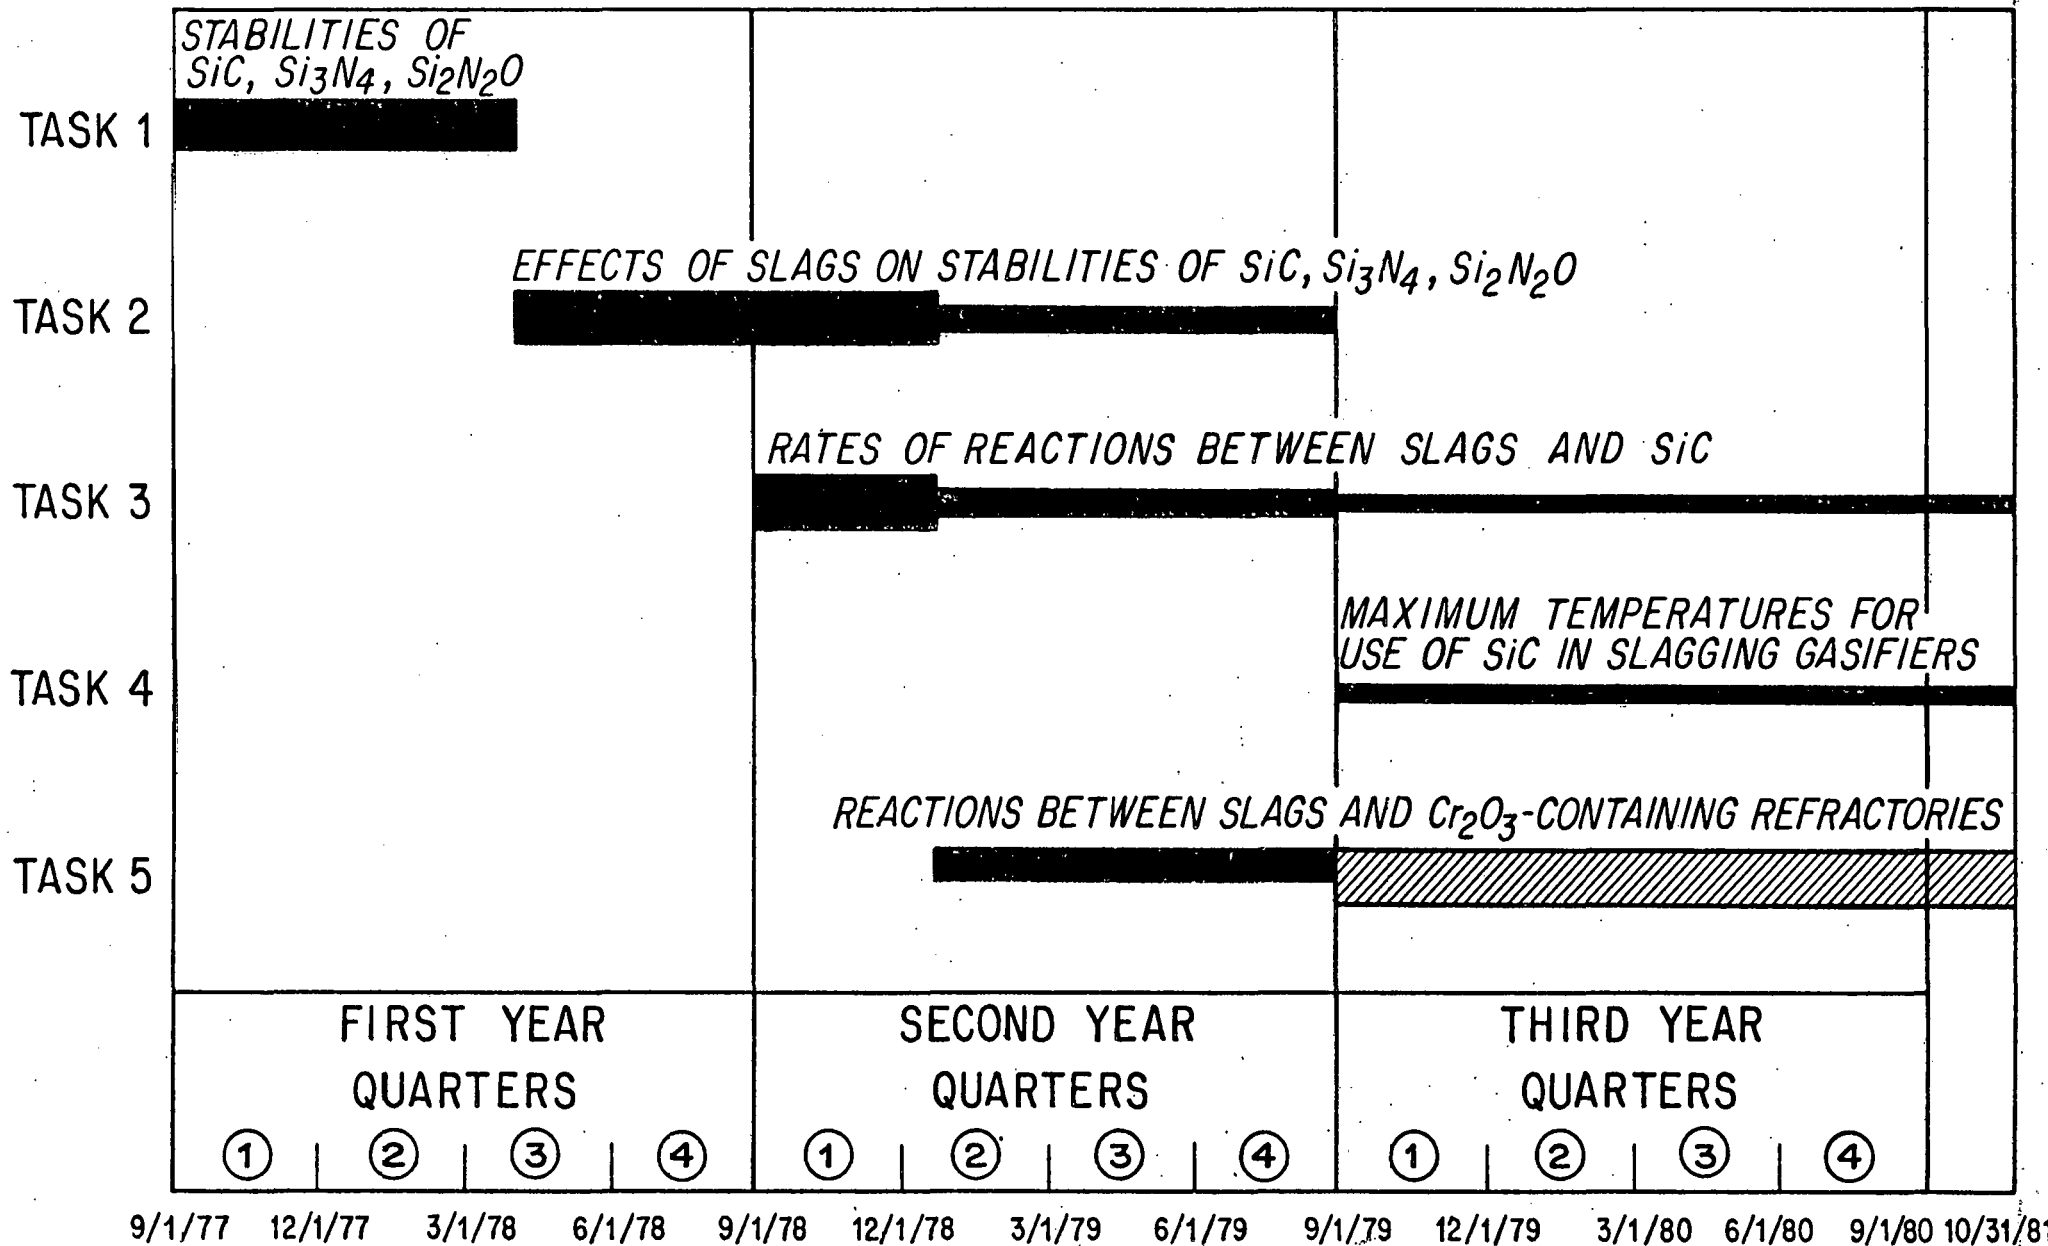 STABILITIES OF
SiC, Si3N4, Si2N2O
TASK 1
EFFECTS OF SLAGS ON STABILITIES OF SiC, Si3N4, Si2N2O
TASK 2
RATES OF REACTIONS BETWEEN SLAGS AND SiC
TASK 3
MAXIMUM TEMPERATURES FOR
USE OF SiC IN SLAGGING GASIFIERS
TASK 4
REACTIONS BETWEEN SLAGS AND Cr2O3-CONTAINING REFRACTORIES
TASK 5
FIRST YEAR SECOND YEAR THIRD YEAR
QUARTERS QUARTERS QUARTERS
① ② ③ ④ ① ② ③ ④ ① ② ③ ④
9/1/77 12/1/77 3/1/78 6/1/78 9/1/78 12/1/78 3/1/79 6/1/79 9/1/79 12/1/79 3/1/80 6/1/80 9/1/80 10/31/81